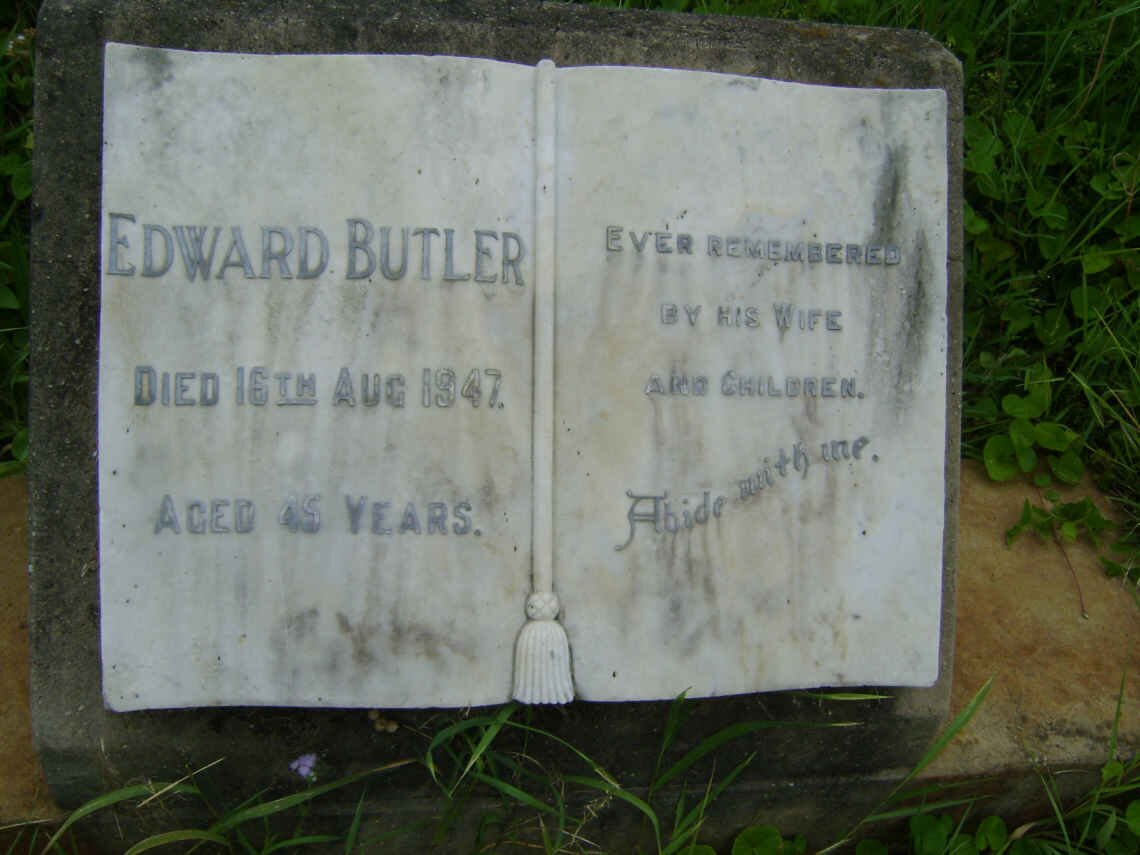 EDWARD BUTLER
DIED 16TH AUG 1947.
AGED 45 YEARS.
EVER REMEMBERED
BY HIS WIFE
AND CHILDREN.
Abide with me.